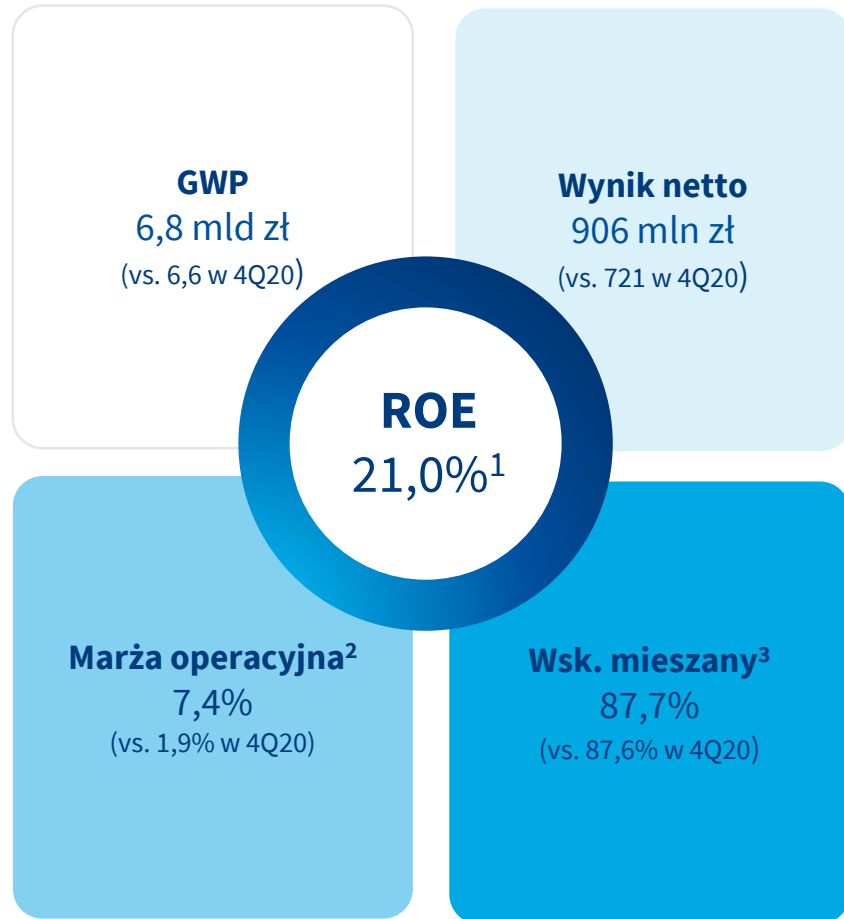 GWP
6,8 mld zł
(vs. 6,6 w 4Q20)
Wynik netto
906 mln zł
(vs. 721 w 4Q20)
ROE
21,0%¹
Marża operacyjna²
7,4%
(vs. 1,9% w 4Q20)
Wsk. mieszany³
87,7%
(vs. 87,6% w 4Q20)